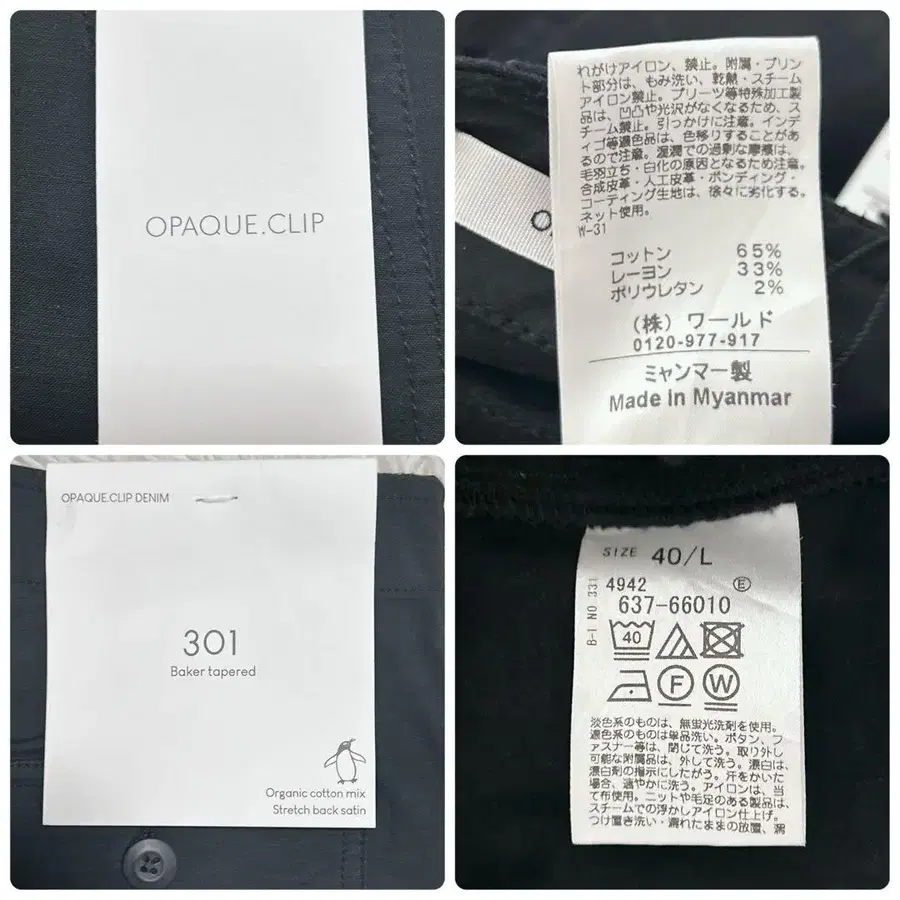 OPAQUE.CLIP
れがけアイロン、禁止。附属・プリン
ト部分は、もみ洗い、乾熱・スチーム
アイロン禁止。プリーツ等特殊加工製
品は、凹凸や光沢がなくなるため、ス
チーム禁止。引っかけに注意。インデ
ィゴ等濃色品は、色移りすることがあ
るので注意。湿潤での過剰な摩擦は、
毛羽立ち・白化の原因となるため注意。
合成皮革・人工皮革・ボンディング・
コーティング生地は、徐々に劣化する。
ネット使用。
W-31
コットン 65%
レーヨン 33%
ポリウレタン 2%
(株) ワールド
0120-977-917
ミャンマー製
Made in Myanmar
OPAQUE.CLIP DENIM
301
Baker tapered
Organic cotton mix
Stretch back satin
SIZE 40/L
4942 E
637-66010
B-1 NO 331
40
F W
淡色系のものは、無蛍光洗剤を使用。
濃色系のものは単品洗い。ボタン、フ
ァスナー等は、閉じて洗う。取り外し
可能な附属品は、外して洗う。漂白は、
漂白剤の指示にしたがう。汗をかいた
場合、速やかに洗う。アイロンは、当
て布使用。ニットや毛足のある製品は、
スチームでの浮かしアイロン仕上げ。
つけ置き洗い・濡れたままの放置、濡